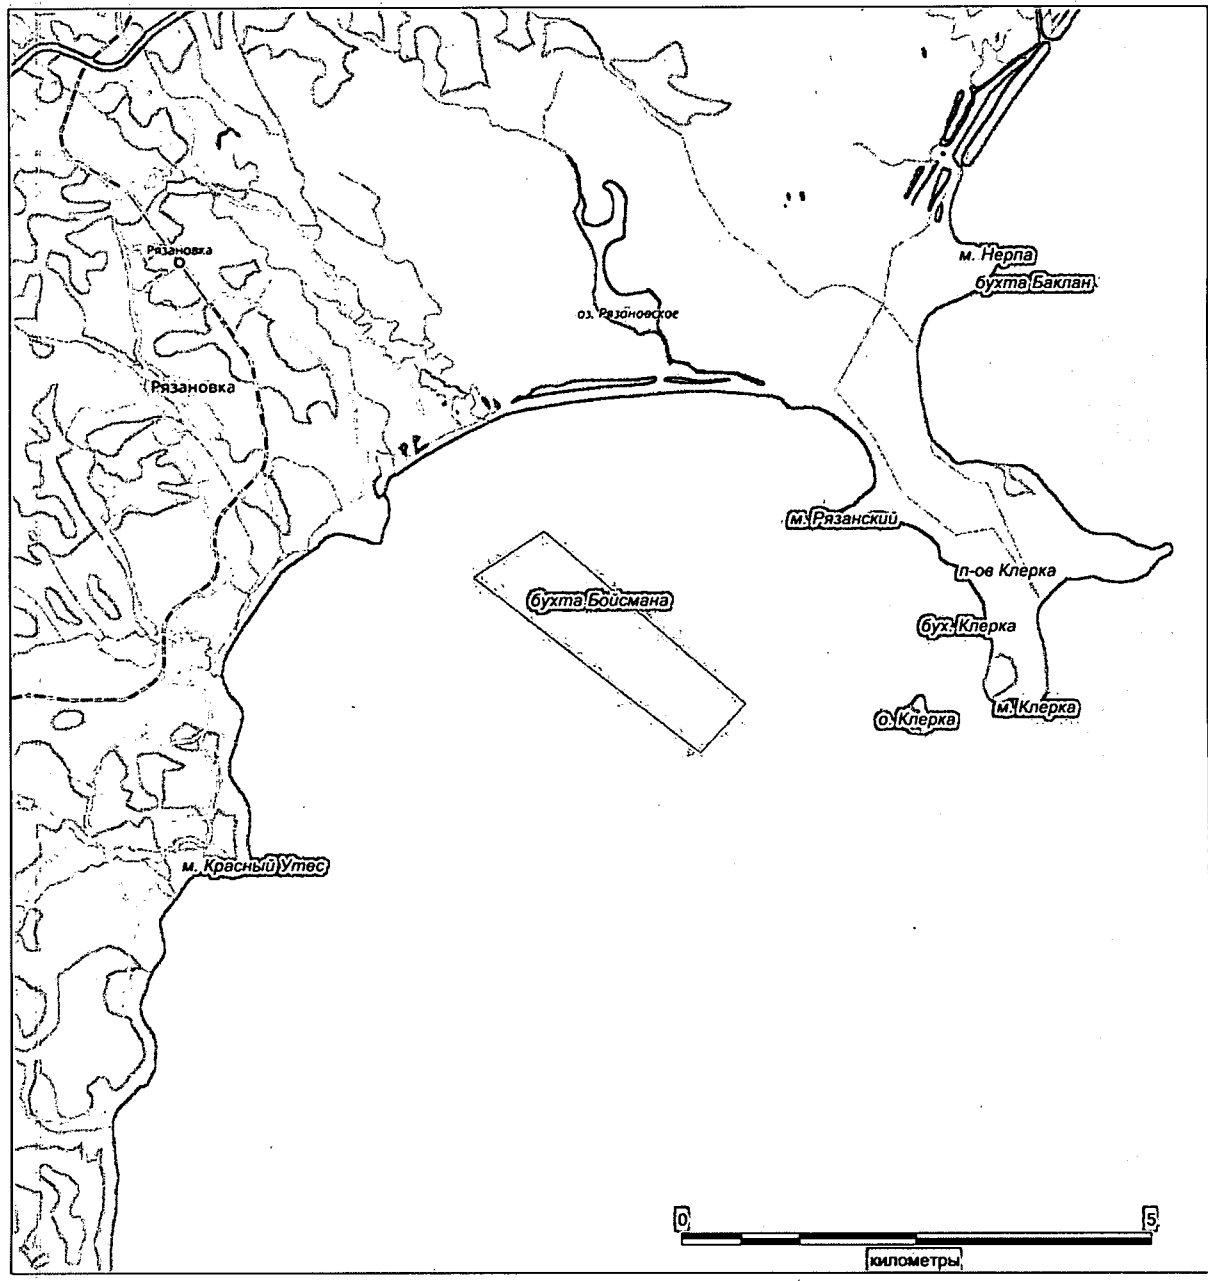 Рязановка
м. Нерпа
бухта Баклан
оз. Рязановское
Рязановка
м. Рязанский
п-ов Клерка
бухта Бойсмана
бух. Клерка
м. Клерка
о. Клерка
м. Красный Утес
0 5
километры